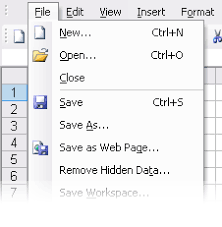 File Edit View Insert Format
New... Ctrl+N
Open... Ctrl+O
Close
1
Save Ctrl+S
2
3
Save As...
4
5
Save as Web Page...
6
Remove Hidden Data...
7
Save Workspace...